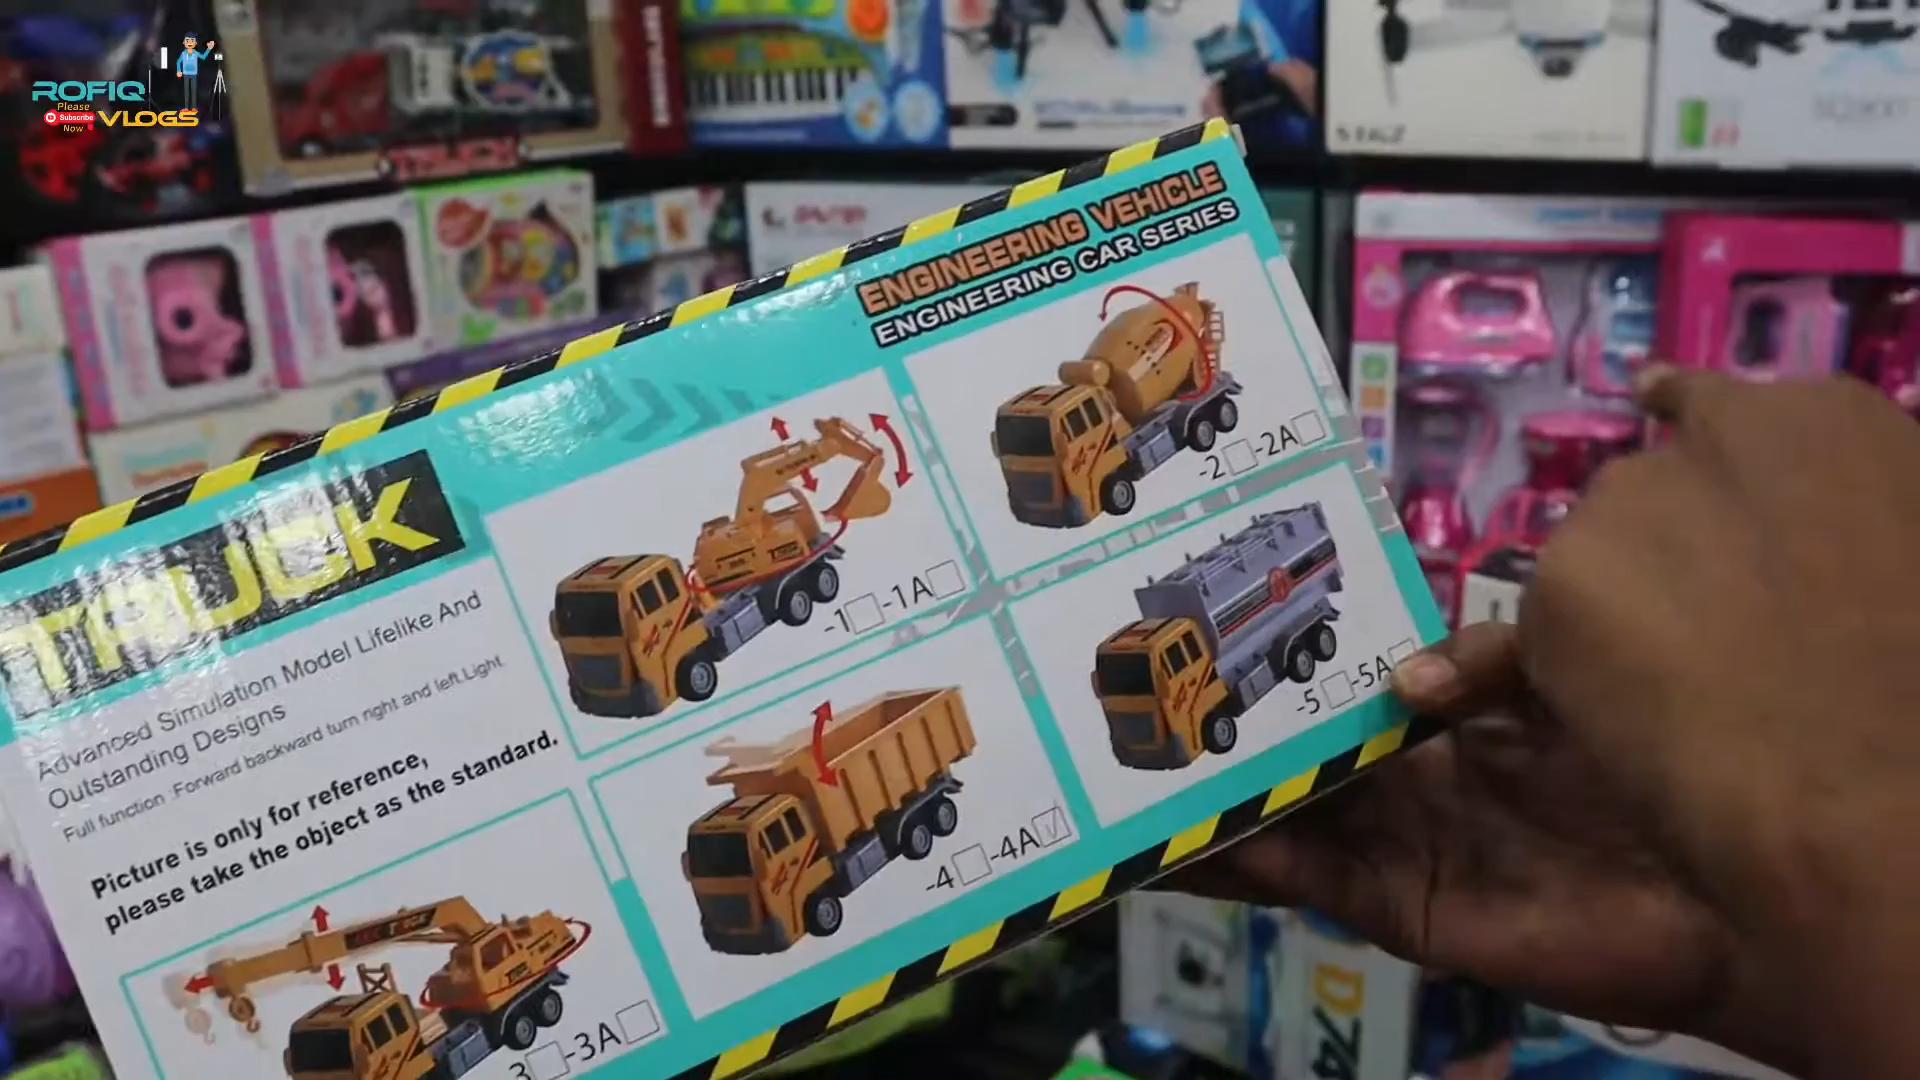 ROFIQ
Please
Subscribe
Now
VLOGS
TRUCK
ENGINEERING VEHICLE
ENGINEERING CAR SERIES
TRUCK
Advanced Simulation Model Lifelike And
Outstanding Designs
Full function :Forward backward turn right and left.Light.
Picture is only for reference,
please take the object as the standard.
-1 -1A
-2 -2A
-3A
-4 -4A
-5 -5A
D74